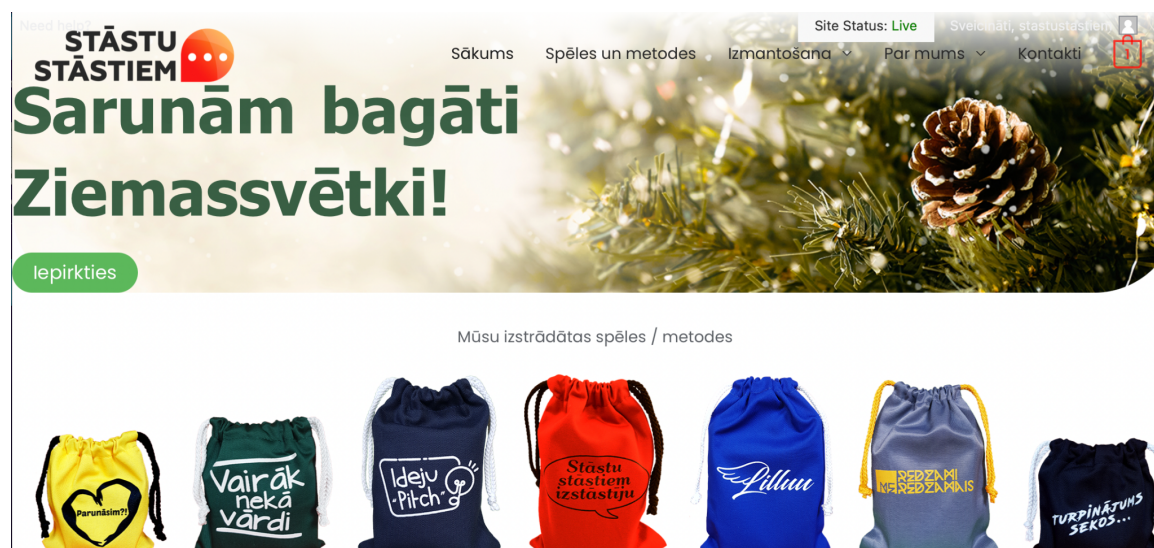 Need help?
Site Status: Live
Sveicināti, stastustastiem
STĀSTU
STĀSTIEM
Sākums
Spēles un metodes
Izmantošana
Par mums
Kontakti
1
Sarunām bagāti
Ziemassvētki!
Iepirkties
Mūsu izstrādātas spēles / metodes
Parunāsim?!
Vairāk
nekā
vārdi
Ideju
Pitch
Stāstu
stāstiem
izstāstīju
Lilluu
REDZAMI
REDZAMAIS
TURPINĀJUMS
SEKOS...